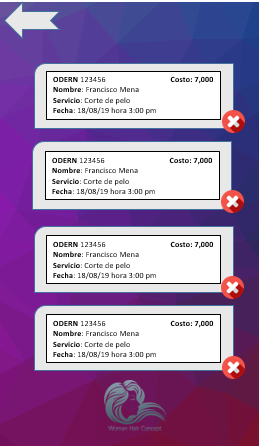 ODERN 123456 Costo: 7,000
Nombre: Francisco Mena
Servicio: Corte de pelo
Fecha: 18/08/19 hora 3:00 pm
ODERN 123456 Costo: 7,000
Nombre: Francisco Mena
Servicio: Corte de pelo
Fecha: 18/08/19 hora 3:00 pm
ODERN 123456 Costo: 7,000
Nombre: Francisco Mena
Servicio: Corte de pelo
Fecha: 18/08/19 hora 3:00 pm
ODERN 123456 Costo: 7,000
Nombre: Francisco Mena
Servicio: Corte de pelo
Fecha: 18/08/19 hora 3:00 pm
Woman Hair Concept